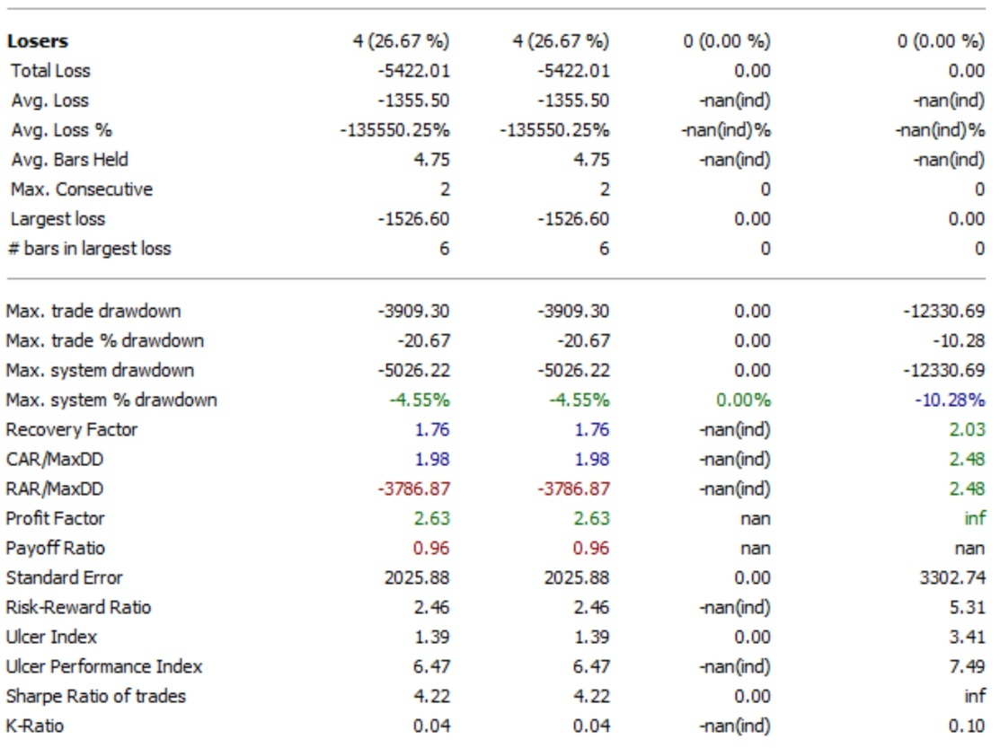 Losers 4 (26.67 %) 4 (26.67 %) 0 (0.00 %) 0 (0.00 %)
Total Loss -5422.01 -5422.01 0.00 0.00
Avg. Loss -1355.50 -1355.50 -nan(ind) -nan(ind)
Avg. Loss % -135550.25% -135550.25% -nan(ind)% -nan(ind)%
Avg. Bars Held 4.75 4.75 -nan(ind) -nan(ind)
Max. Consecutive 2 2 0 0
Largest loss -1526.60 -1526.60 0.00 0.00
# bars in largest loss 6 6 0 0
Max. trade drawdown -3909.30 -3909.30 0.00 -12330.69
Max. trade % drawdown -20.67 -20.67 0.00 -10.28
Max. system drawdown -5026.22 -5026.22 0.00 -12330.69
Max. system % drawdown -4.55% -4.55% 0.00% -10.28%
Recovery Factor 1.76 1.76 -nan(ind) 2.03
CAR/MaxDD 1.98 1.98 -nan(ind) 2.48
RAR/MaxDD -3786.87 -3786.87 -nan(ind) 2.48
Profit Factor 2.63 2.63 nan inf
Payoff Ratio 0.96 0.96 nan nan
Standard Error 2025.88 2025.88 0.00 3302.74
Risk-Reward Ratio 2.46 2.46 -nan(ind) 5.31
Ulcer Index 1.39 1.39 0.00 3.41
Ulcer Performance Index 6.47 6.47 -nan(ind) 7.49
Sharpe Ratio of trades 4.22 4.22 0.00 inf
K-Ratio 0.04 0.04 -nan(ind) 0.10